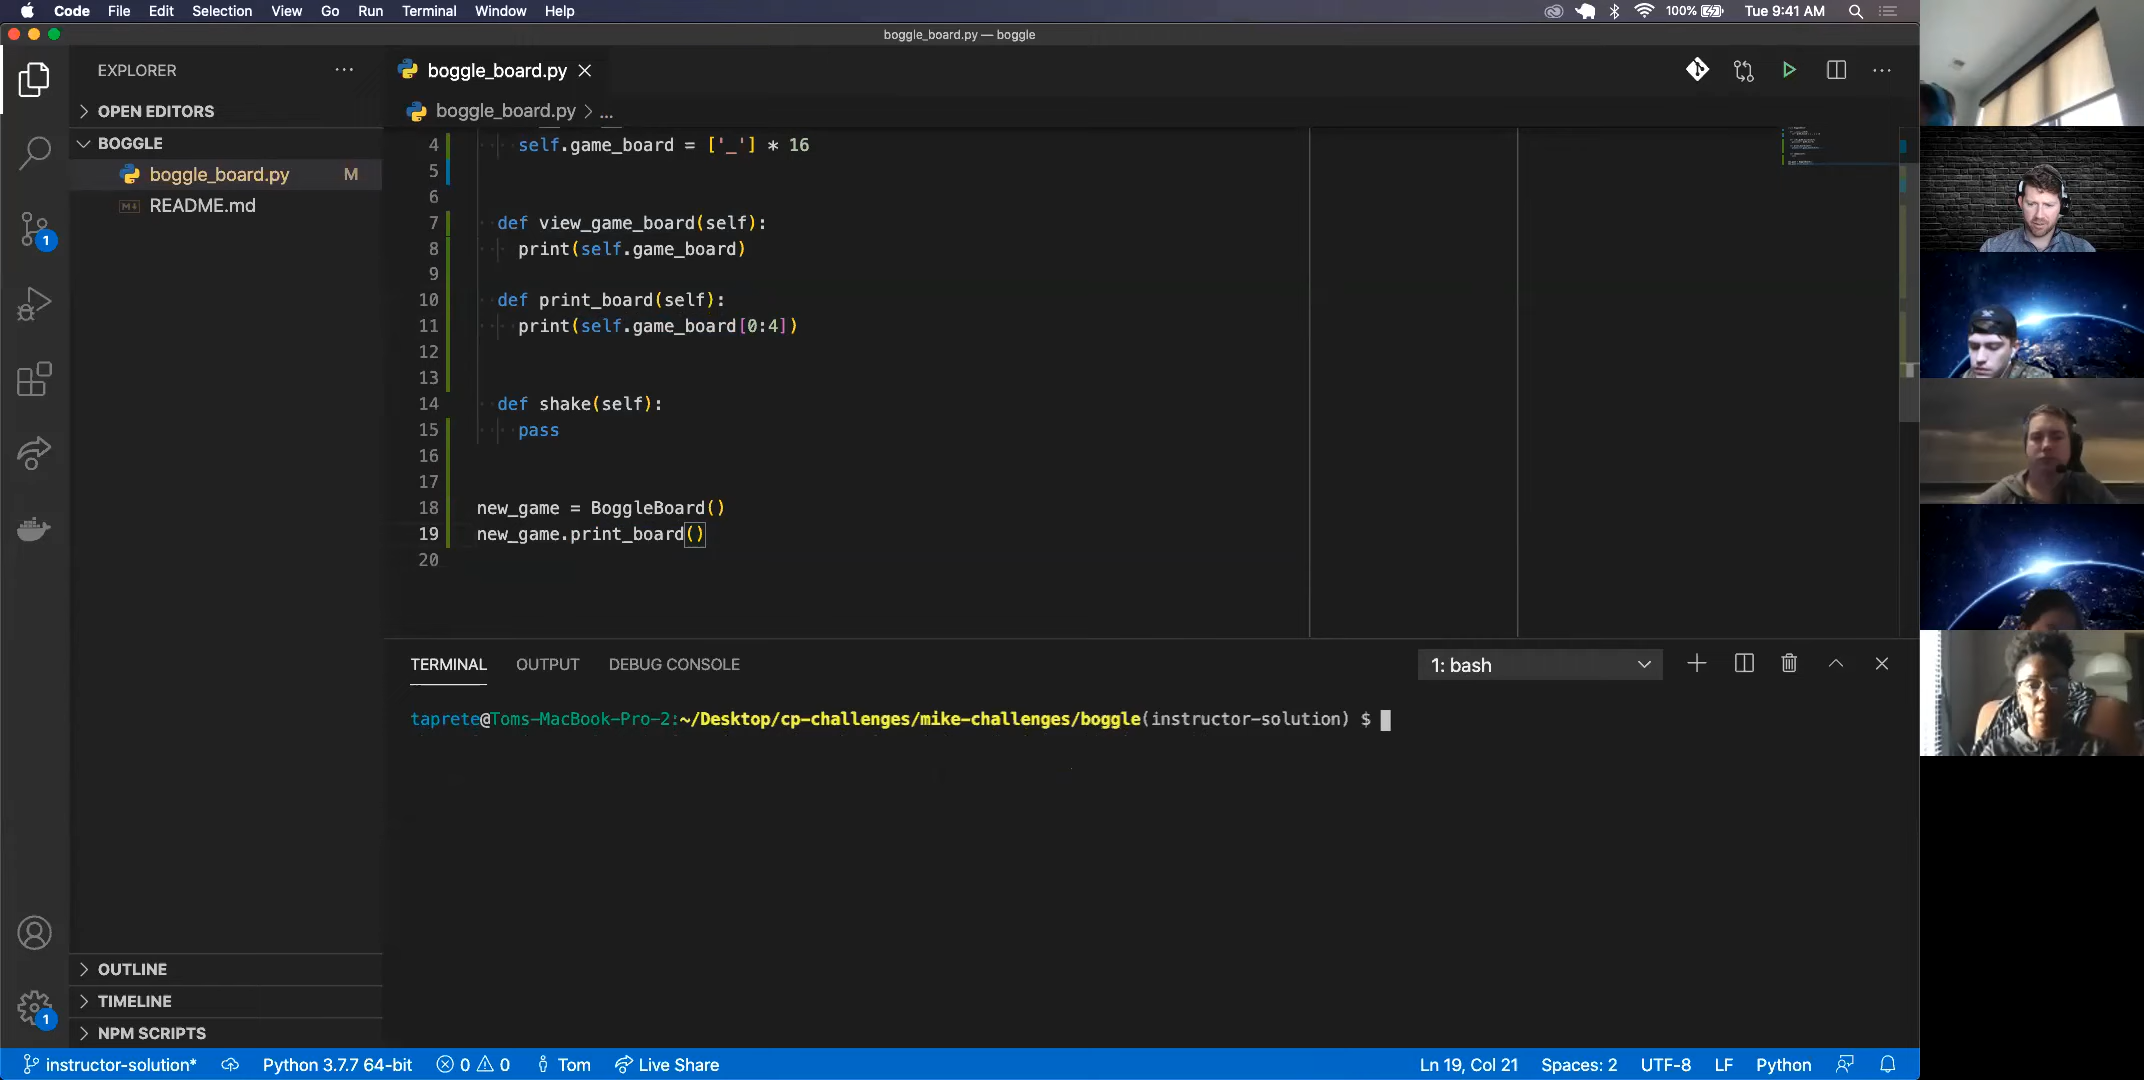 Code File Edit Selection View Go Run Terminal Window Help 100% Tue 9:41 AM
boggle_board.py — boggle
EXPLORER
boggle_board.py
OPEN EDITORS
boggle_board.py > ...
BOGGLE
boggle_board.py M
README.md
4 self.game_board = ['_'] * 16
5
6
7 def view_game_board(self):
8 print(self.game_board)
9
10 def print_board(self):
11 print(self.game_board[0:4])
12
13
14 def shake(self):
15 pass
16
17
18 new_game = BoggleBoard()
19 new_game.print_board()
20
1
TERMINAL OUTPUT DEBUG CONSOLE 1: bash
taprete@Toms-MacBook-Pro-2:~/Desktop/cp-challenges/mike-challenges/boggle(instructor-solution) $
OUTLINE
TIMELINE
NPM SCRIPTS
1
instructor-solution* Python 3.7.7 64-bit 0 0 Tom Live Share Ln 19, Col 21 Spaces: 2 UTF-8 LF Python